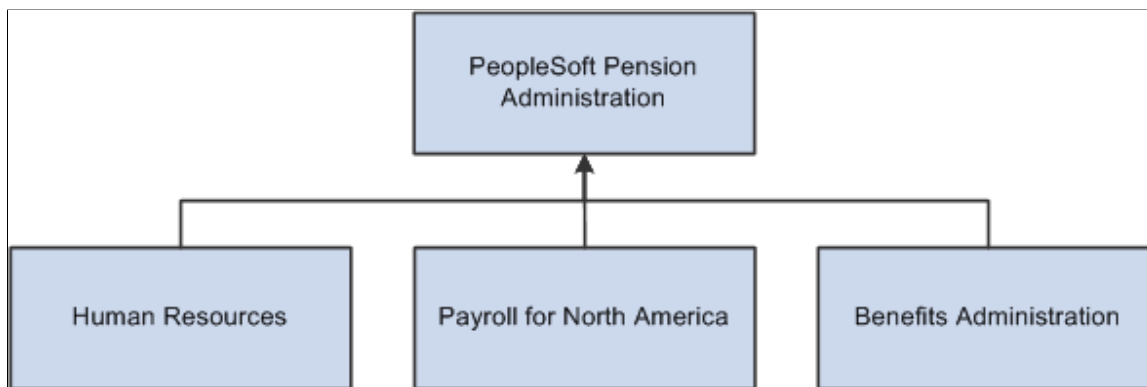 PeopleSoft Pension
Administration
Human Resources
Payroll for North America
Benefits Administration